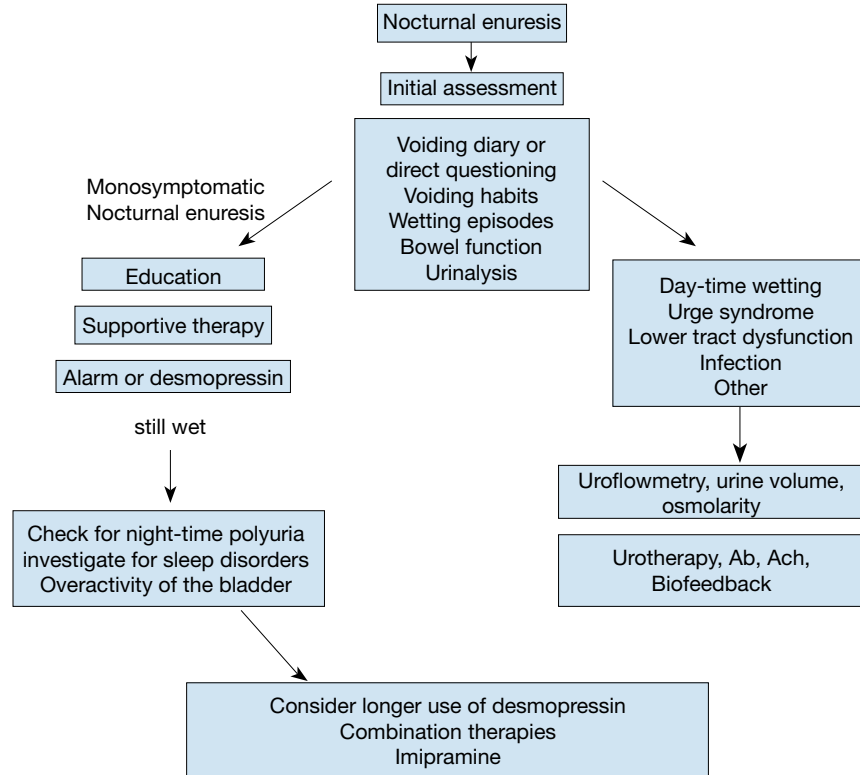 Nocturnal enuresis
Initial assessment
Voiding diary or
direct questioning
Voiding habits
Wetting episodes
Bowel function
Urinalysis
Monosymptomatic
Nocturnal enuresis
Education
Supportive therapy
Alarm or desmopressin
still wet
Check for night-time polyuria
investigate for sleep disorders
Overactivity of the bladder
Day-time wetting
Urge syndrome
Lower tract dysfunction
Infection
Other
Uroflowmetry, urine volume,
osmolarity
Urotherapy, Ab, Ach,
Biofeedback
Consider longer use of desmopressin
Combination therapies
Imipramine